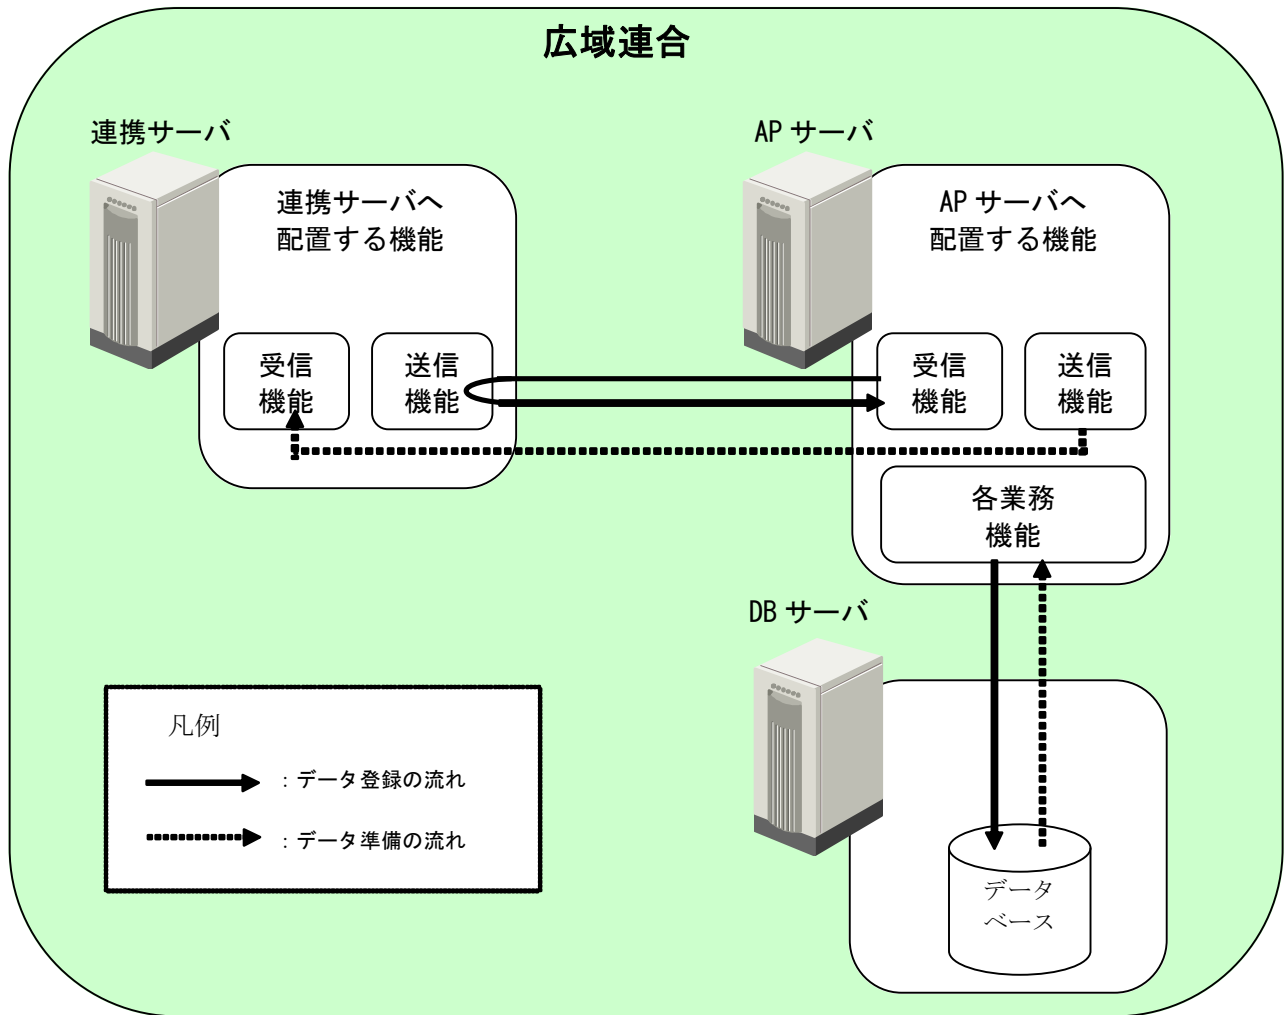 広域連合
連携サーバ
AP サーバ
連携サーバへ
配置する機能
AP サーバへ
配置する機能
受信
機能
送信
機能
受信
機能
送信
機能
各業務
機能
DB サーバ
凡例
：データ登録の流れ
：データ準備の流れ
データ
ベース